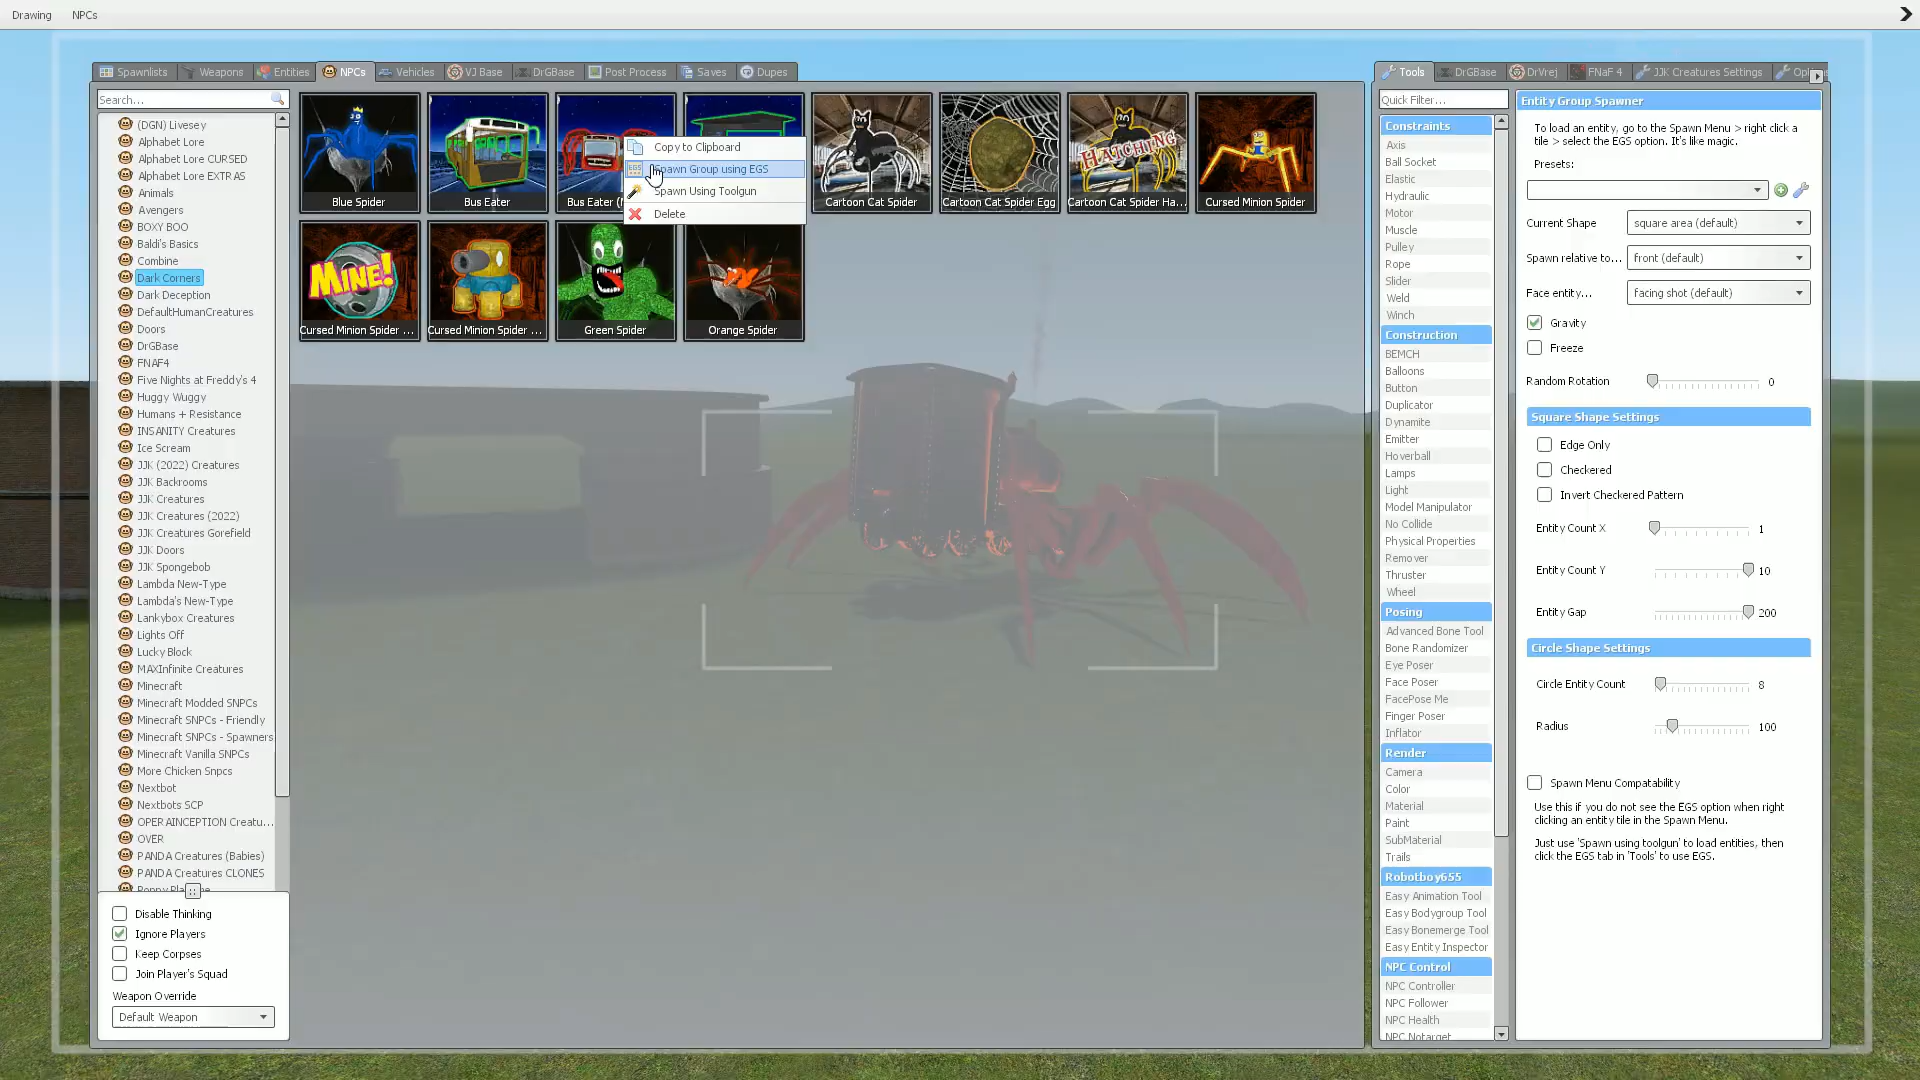 Drawing NPCs
Spawnlists Weapons Entities NPCs Vehicles VJ Base DrGBase Post Process Saves Dupes
Search...
(DGN) Livesey
Alphabet Lore
Alphabet Lore CURSED
Alphabet Lore EXTRAS
Animals
Avengers
BOXY BOO
Baldi's Basics
Combine
Dark Corners
Dark Deception
DefaultHumanCreatures
Doors
DrGBase
FNAF4
Five Nights at Freddy's 4
Huggy Wuggy
Humans + Resistance
INSANITY Creatures
Ice Scream
JJK (2022) Creatures
JJK Backrooms
JJK Creatures
JJK Creatures (2022)
JJK Creatures Gorefield
JJK Doors
JJK Spongebob
Lambda New-Type
Lambda's New-Type
Lankybox Creatures
Lights Off
Lucky Block
MAXInfinite Creatures
Minecraft
Minecraft Modded SNPCs
Minecraft SNPCs - Friendly
Minecraft SNPCs - Spawners
Minecraft Vanilla SNPCs
More Chicken Snpcs
Nextbot
Nextbots SCP
OPERAINCEPTION Creatu...
OVER
PANDA Creatures (Babies)
PANDA Creatures CLONES
Disable Thinking
Ignore Players
Keep Corpses
Join Player's Squad
Weapon Override
Default Weapon
Blue Spider
Bus Eater
Bus Eater (
Copy to Clipboard
EGS Spawn Group using EGS
Spawn Using Toolgun
Delete
Cartoon Cat Spider
Cartoon Cat Spider Egg
HATCHING
Cartoon Cat Spider Ha...
Cursed Minion Spider
MINE!
Cursed Minion Spider ...
Cursed Minion Spider ...
Green Spider
Orange Spider
Tools DrGBase DrVrej FNaF 4 JJK Creatures Settings
Quick Filter...
Constraints
Axis
Ball Socket
Elastic
Hydraulic
Motor
Muscle
Pulley
Rope
Slider
Weld
Winch
Construction
BEMCH
Balloons
Button
Duplicator
Dynamite
Emitter
Hoverball
Lamps
Light
Model Manipulator
No Collide
Physical Properties
Remover
Thruster
Wheel
Posing
Advanced Bone Tool
Bone Randomizer
Eye Poser
Face Poser
FacePose Me
Finger Poser
Inflator
Render
Camera
Color
Material
Paint
SubMaterial
Trails
Robotboy655
Easy Animation Tool
Easy Bodygroup Tool
Easy Bonemerge Tool
Easy Entity Inspector
NPC Control
NPC Controller
NPC Follower
NPC Health
NPC Notarget
Entity Group Spawner
To load an entity, go to the Spawn Menu > right click a
tile > select the EGS option. It's like magic.
Presets:
Current Shape square area (default)
Spawn relative to... front (default)
Face entity... facing shot (default)
Gravity
Freeze
Random Rotation 0
Square Shape Settings
Edge Only
Checkered
Invert Checkered Pattern
Entity Count X 1
Entity Count Y 10
Entity Gap 200
Circle Shape Settings
Circle Entity Count 8
Radius 100
Spawn Menu Compatability
Use this if you do not see the EGS option when right
clicking an entity tile in the Spawn Menu.
Just use 'Spawn using toolgun' to load entities, then
click the EGS tab in 'Tools' to use EGS.